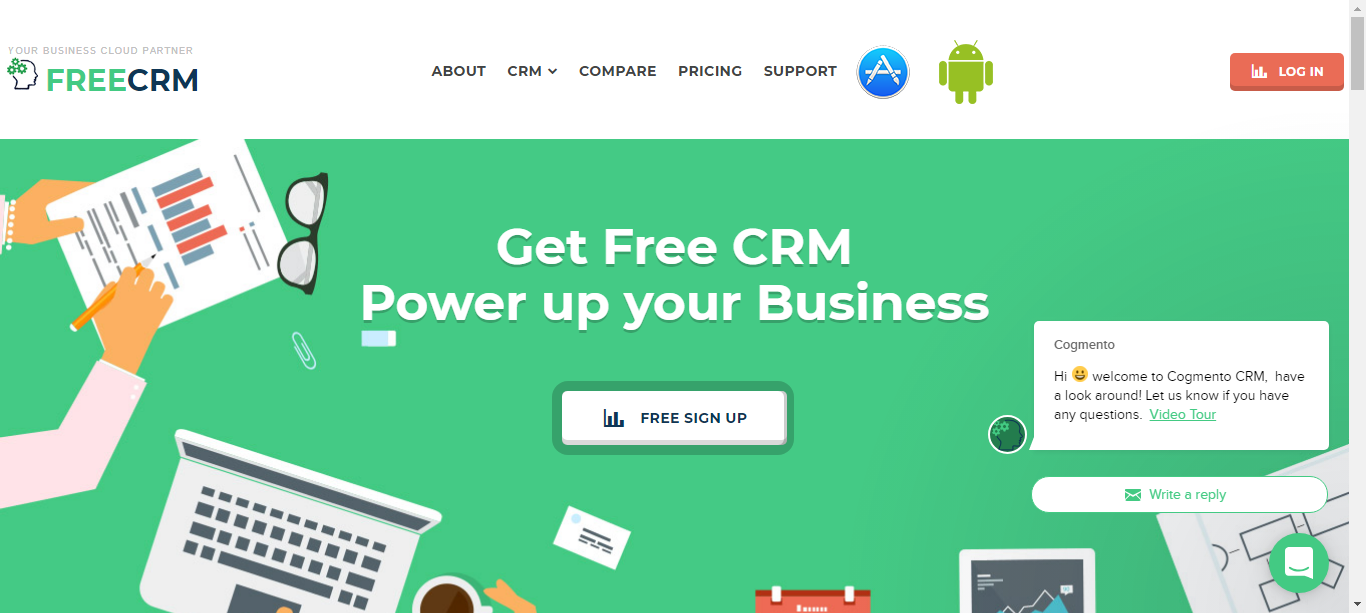 YOUR BUSINESS CLOUD PARTNER
FREECRM
ABOUT CRM COMPARE PRICING SUPPORT
LOG IN
Get Free CRM
Power up your Business
FREE SIGN UP
Cogmento
Hi 😀 welcome to Cogmento CRM, have
a look around! Let us know if you have
any questions. Video Tour
Write a reply